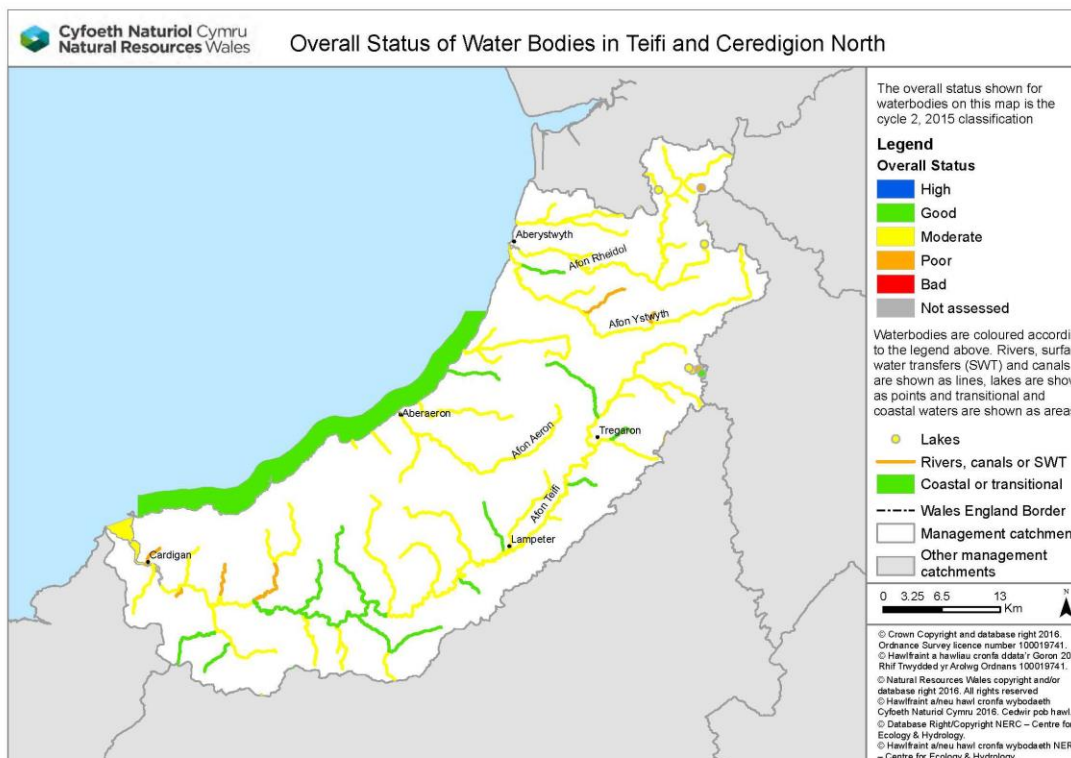 Cyfoeth Naturiol Cymru
Natural Resources Wales
Overall Status of Water Bodies in Teifi and Ceredigion North
Aberystwyth
Afon Rheidol
Afon Ystwyth
Aberaeron
Tregaron
Afon Aeron
Afon Teifi
Lampeter
Cardigan
The overall status shown for
waterbodies on this map is the
cycle 2, 2015 classification
Legend
Overall Status
High
Good
Moderate
Poor
Bad
Not assessed
Waterbodies are coloured accordi
to the legend above. Rivers, surfa
water transfers (SWT) and canals
are shown as lines, lakes are show
as points and transitional and
coastal waters are shown as areas
Lakes
Rivers, canals or SWT
Coastal or transitional
Wales England Border
Management catchmen
Other management
catchments
0 3.25 6.5 13
Km
N
© Crown Copyright and database right 2016.
Ordnance Survey licence number 100019741.
© Hawlfraint a hawliau cronfa ddata'r Goron 20
Rhif Trwydded yr Arolwg Ordnans 100019741.
© Natural Resources Wales copyright and/or
database right 2016. All rights reserved
© Hawlfraint a/neu hawl cronfa wybodaeth
Cyfoeth Naturiol Cymru 2016. Cedwir pob hawl.
© Database Right/Copyright NERC – Centre for
Ecology & Hydrology.
© Hawlfraint a/neu hawl cronfa wybodaeth NER
– Centre for Ecology & Hydrology